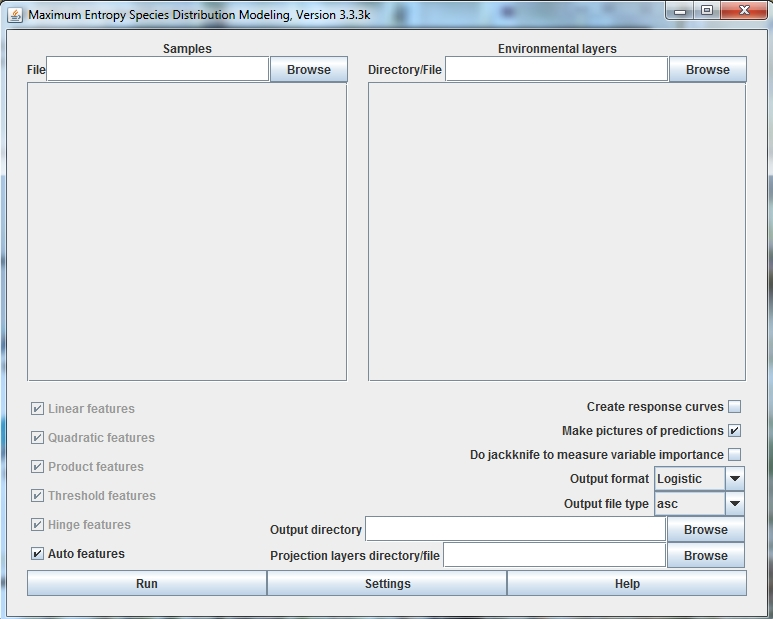 Maximum Entropy Species Distribution Modeling, Version 3.3.3k
Samples
File Browse
Environmental layers
Directory/File Browse
Linear features
Quadratic features
Product features
Threshold features
Hinge features
Auto features
Create response curves
Make pictures of predictions
Do jackknife to measure variable importance
Output format Logistic
Output file type asc
Output directory Browse
Projection layers directory/file Browse
Run Settings Help